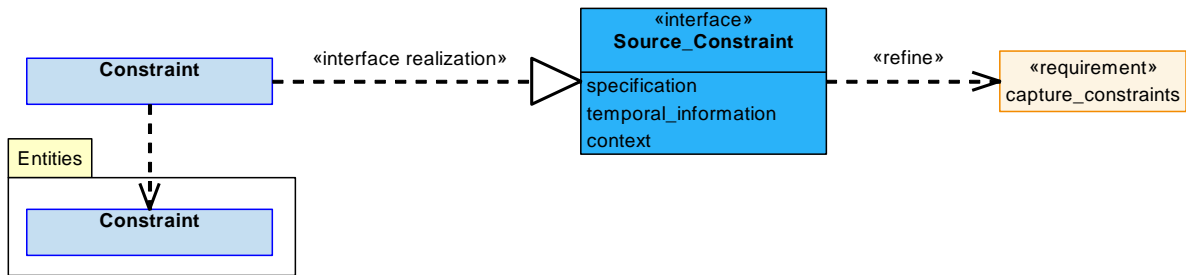 Constraint
«interface realization»
«interface»
Source_Constraint
specification
temporal_information
context
«refine»
«requirement»
capture_constraints
Entities
Constraint